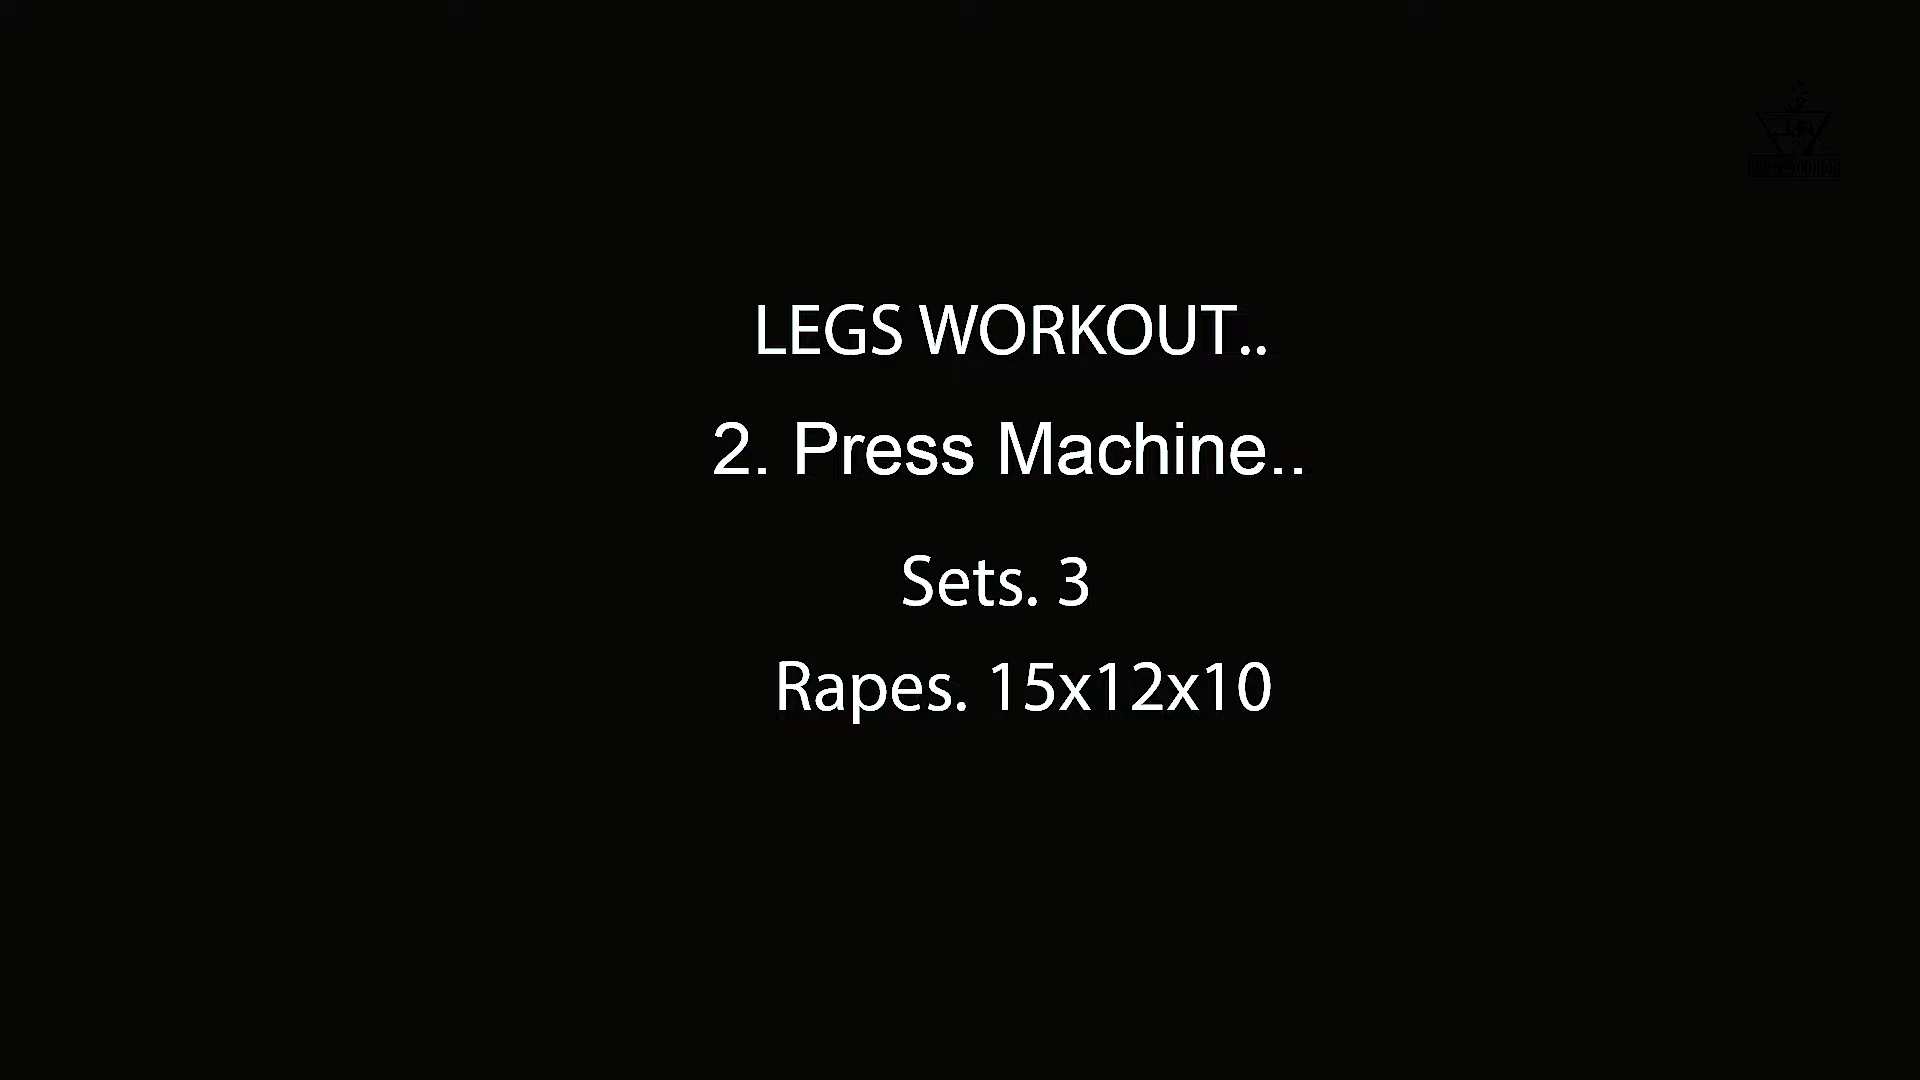 LEGS WORKOUT..
2. Press Machine..
Sets. 3
Rapes. 15x12x10